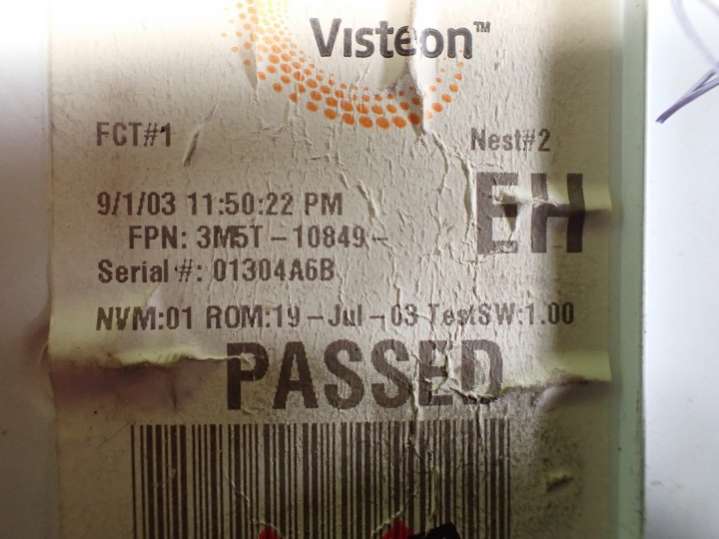 Visteon™
FCT#1 Nest#2
EH
9/1/03 11:50:22 PM
FPN: 3M5T-10849-
Serial #: 01304A6B
NVM:01 ROM:19-Jul-03 TestSW:1.00
PASSED